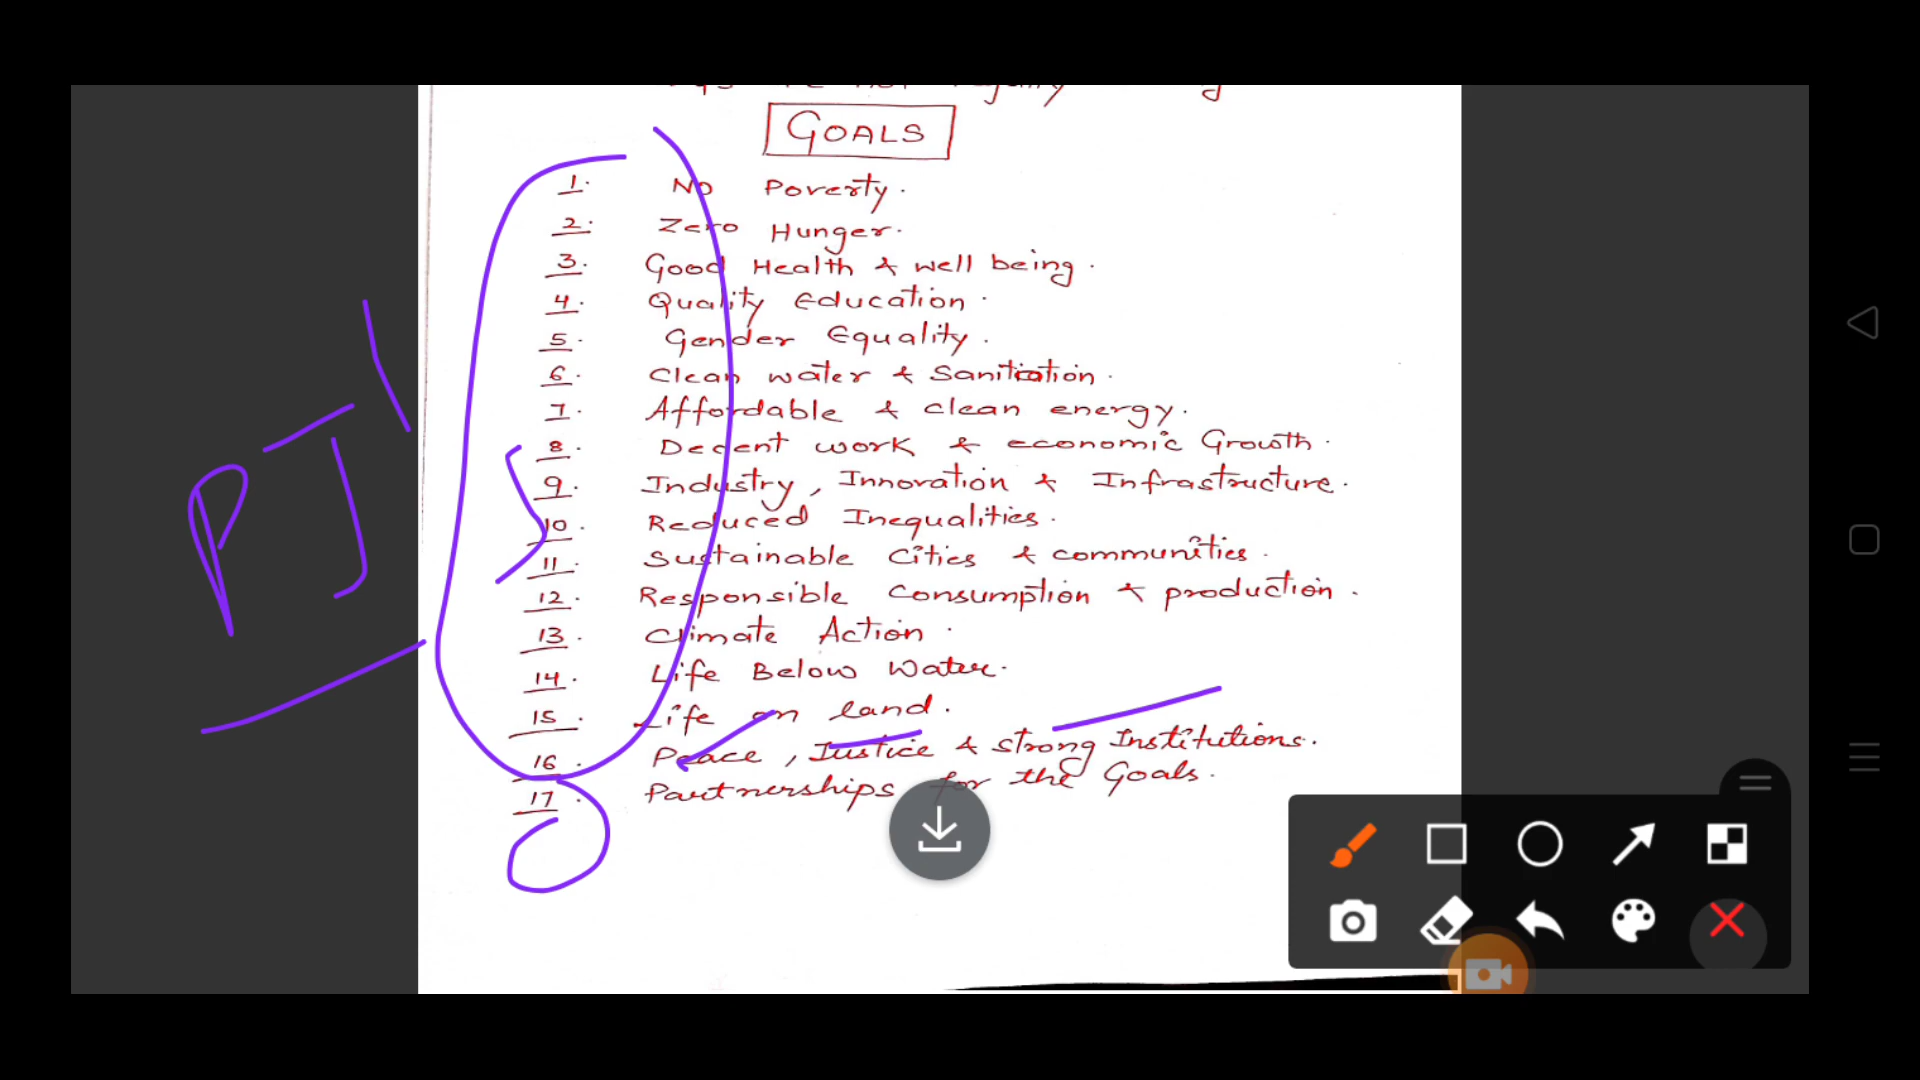 GOALS
1. No Poverty.
2. Zero Hunger.
3. Good Health & well being.
4. Quality Education.
5. Gender Equality.
6. Clean water & Sanitation.
7. Affordable & clean energy.
8. Decent work & economic Growth.
9. Industry, Innovation & Infrastructure.
10. Reduced Inequalities.
11. Sustainable Cities & communities.
12. Responsible Consumption & production.
13. Climate Action.
14. Life Below Water.
15. Life on land.
16. Peace, Justice & strong Institutions.
17. Partnerships for the Goals.
PJI